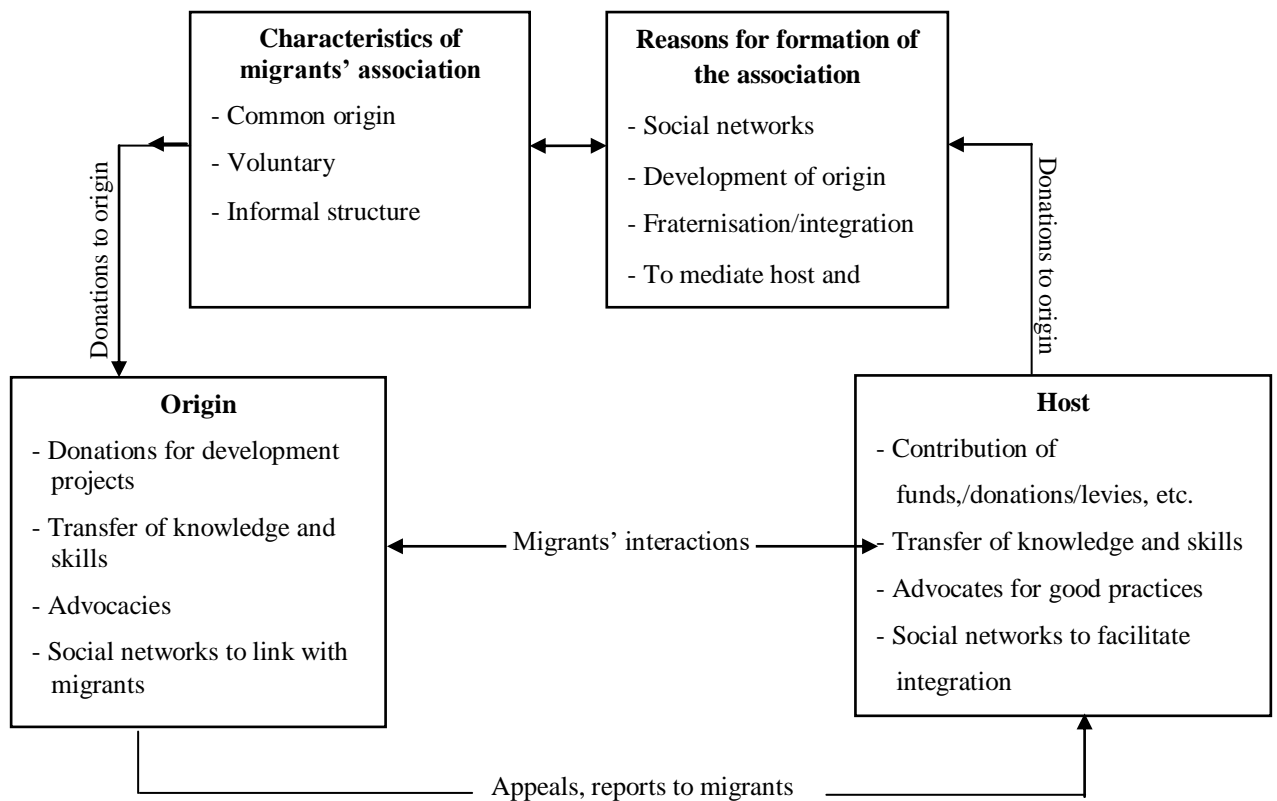 Characteristics of
migrants’ association
- Common origin
- Voluntary
- Informal structure
Reasons for formation of
the association
- Social networks
- Development of origin
- Fraternisation/integration
- To mediate host and
Donations to origin
Donations to origin
Origin
- Donations for development
projects
- Transfer of knowledge and
skills
- Advocacies
- Social networks to link with
migrants
Migrants’ interactions
Host
- Contribution of
funds,/donations/levies, etc.
- Transfer of knowledge and skills
- Advocates for good practices
- Social networks to facilitate
integration
Appeals, reports to migrants